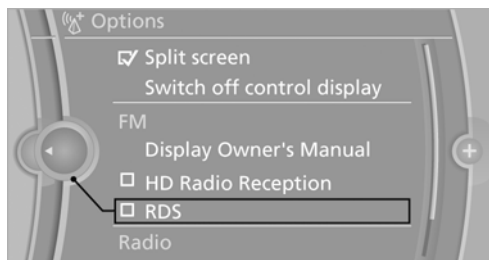 Options
Split screen
Switch off control display
FM
Display Owner's Manual
HD Radio Reception
RDS
Radio